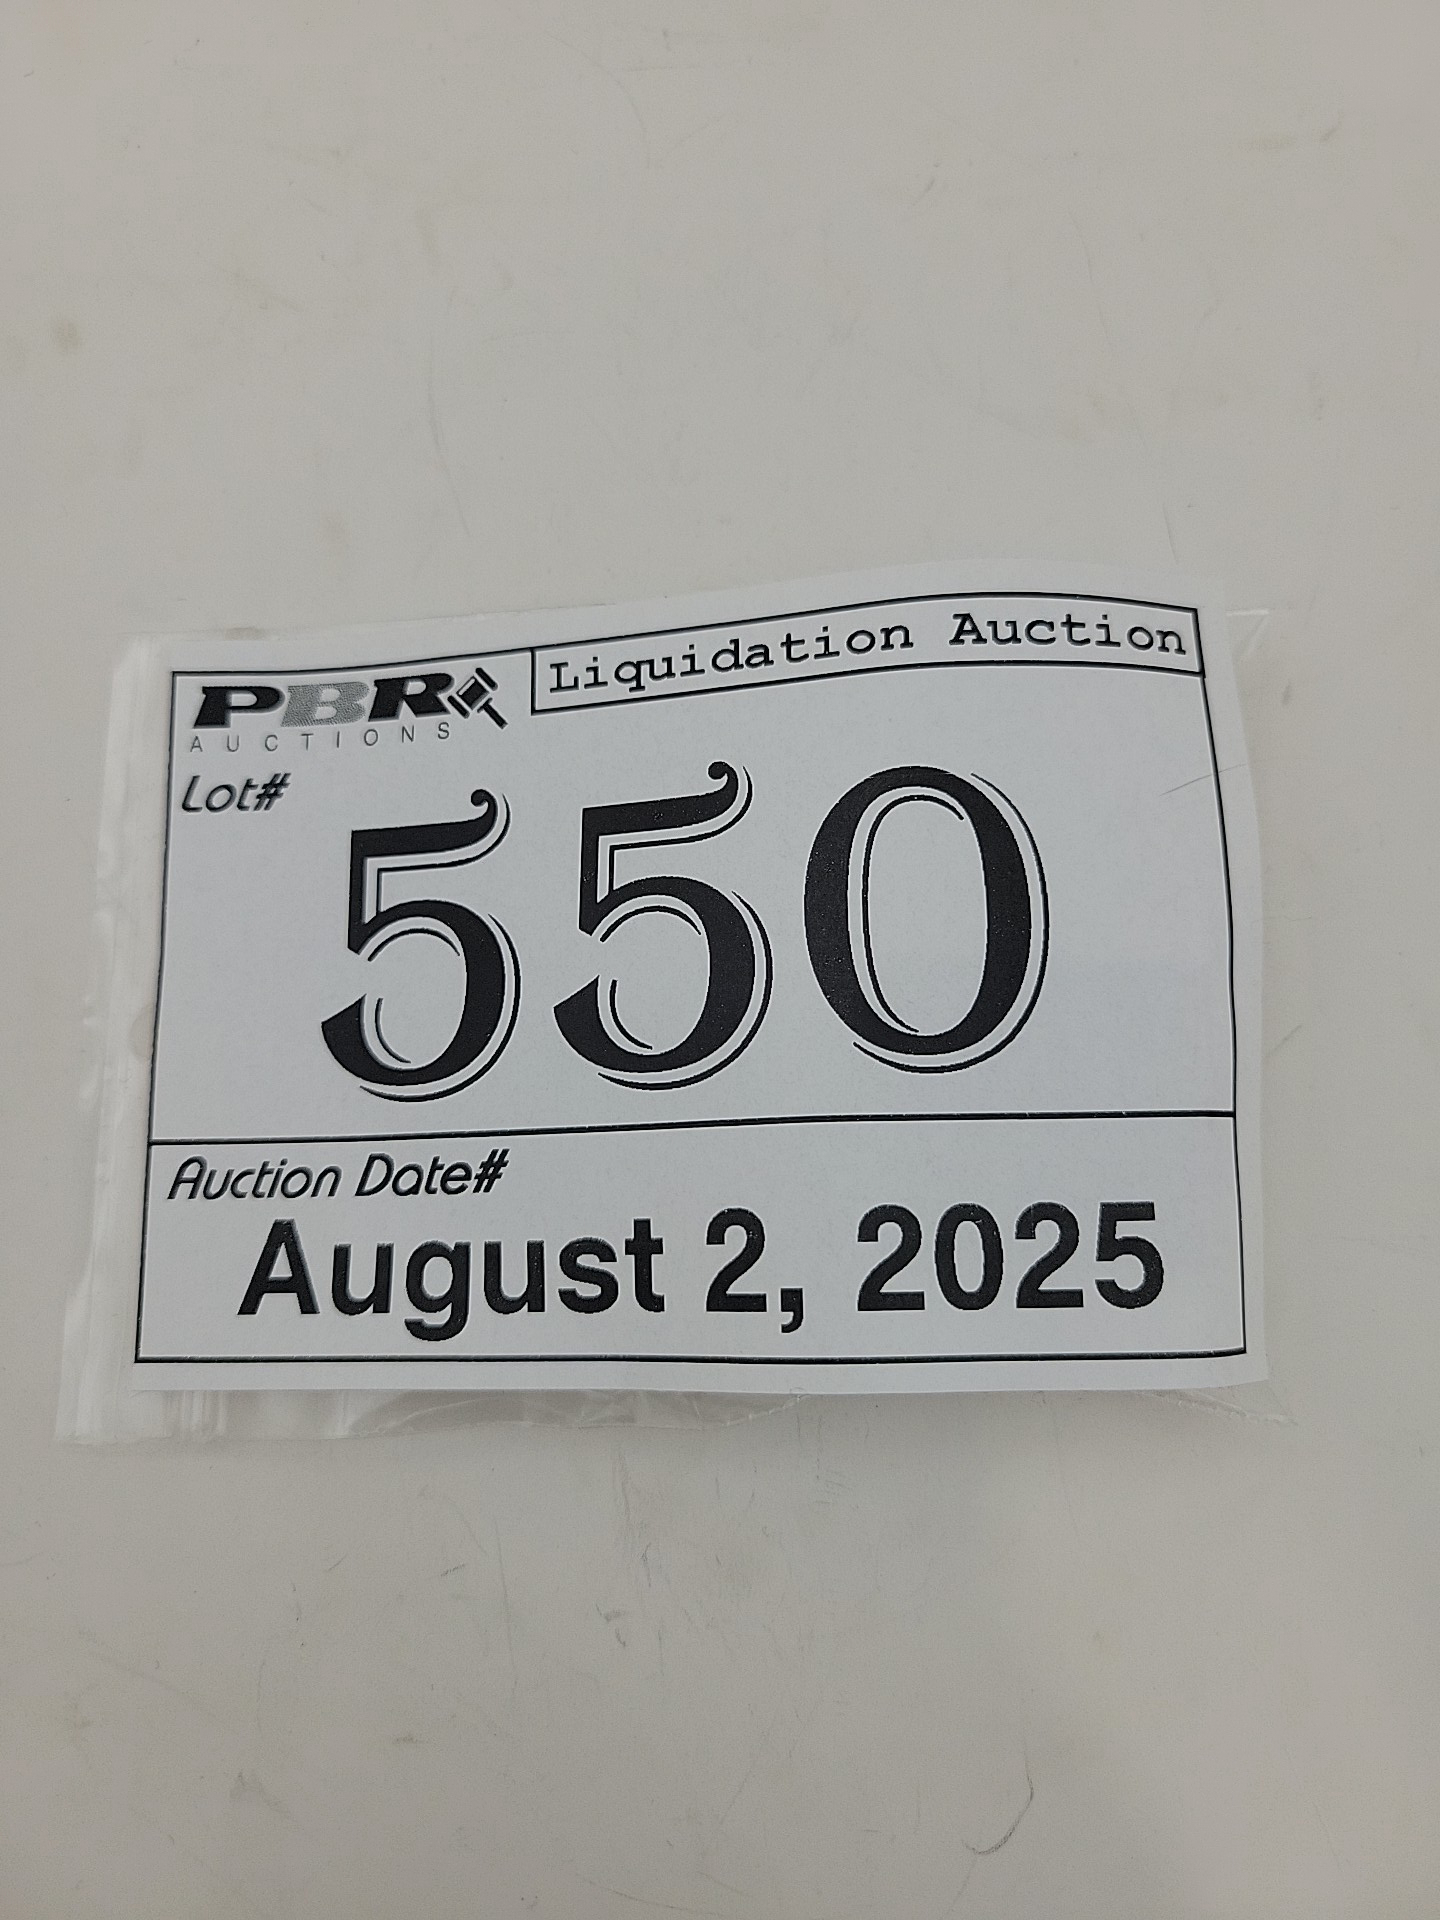 PBR
AUCTIONS
Liquidation Auction
Lot#
550
Auction Date#
August 2, 2025